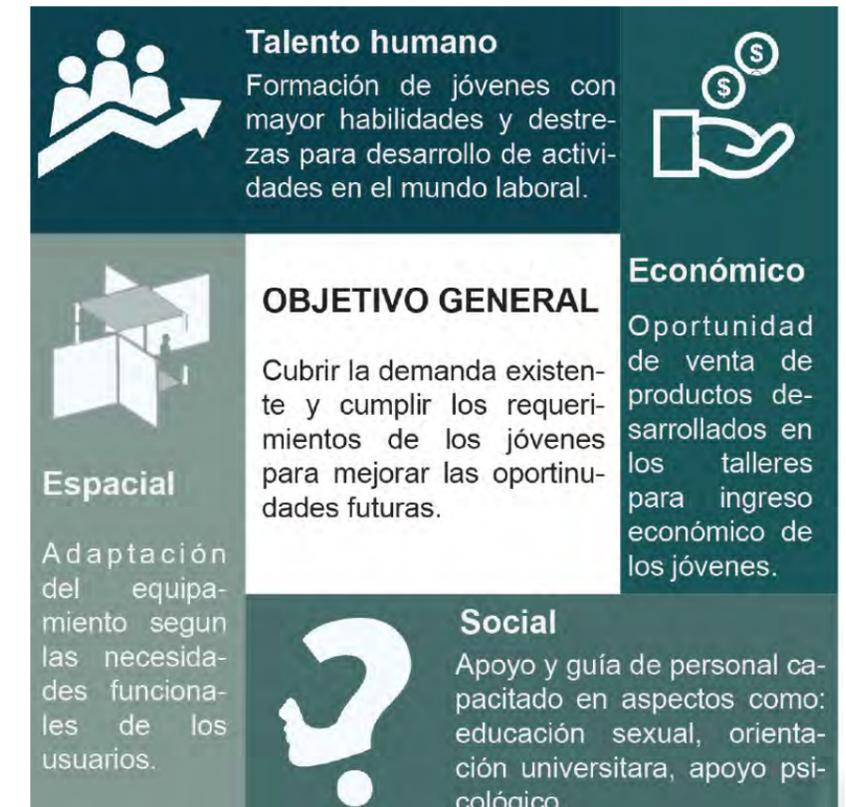 Talento humano
Formación de jóvenes con
mayor habilidades y destre-
zas para desarrollo de activi-
dades en el mundo laboral.
$
$
Económico
Oportunidad
de venta de
productos de-
sarrollados en
los talleres
para ingreso
económico de
los jóvenes.
OBJETIVO GENERAL
Cubrir la demanda existen-
te y cumplir los requeri-
mientos de los jóvenes
para mejorar las oportinu-
dades futuras.
Espacial
Adaptación
del equipa-
miento segun
las necesida-
des funciona-
les de los
usuarios.
Social
Apoyo y guía de personal ca-
pacitado en aspectos como:
educación sexual, orienta-
ción universitara, apoyo psi-
cológico